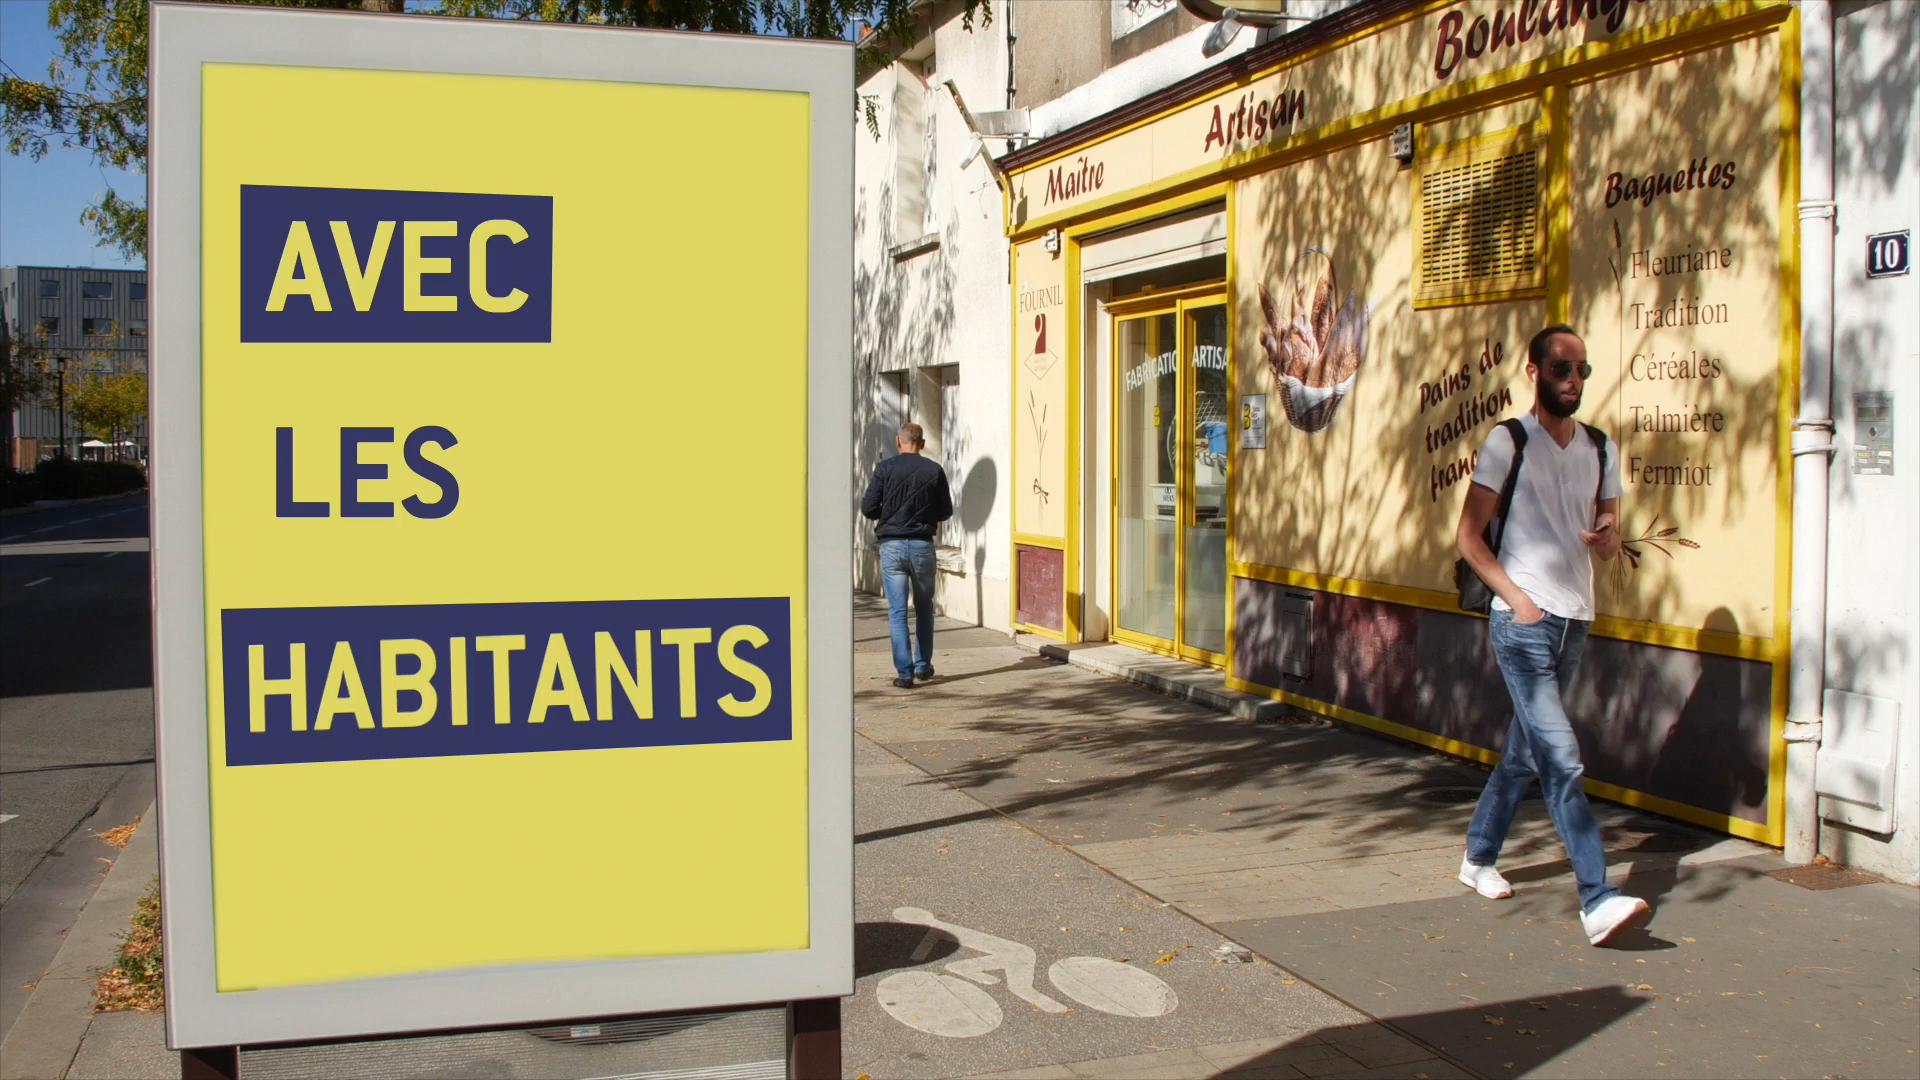 AVEC
LES
HABITANTS
Maître
Artisan
FOURNIL
2
FABRICATIO
ARTISA
Pains de
tradition
franc
Baguettes
Fleuriane
Tradition
Céréales
Talmière
Fermiot
10